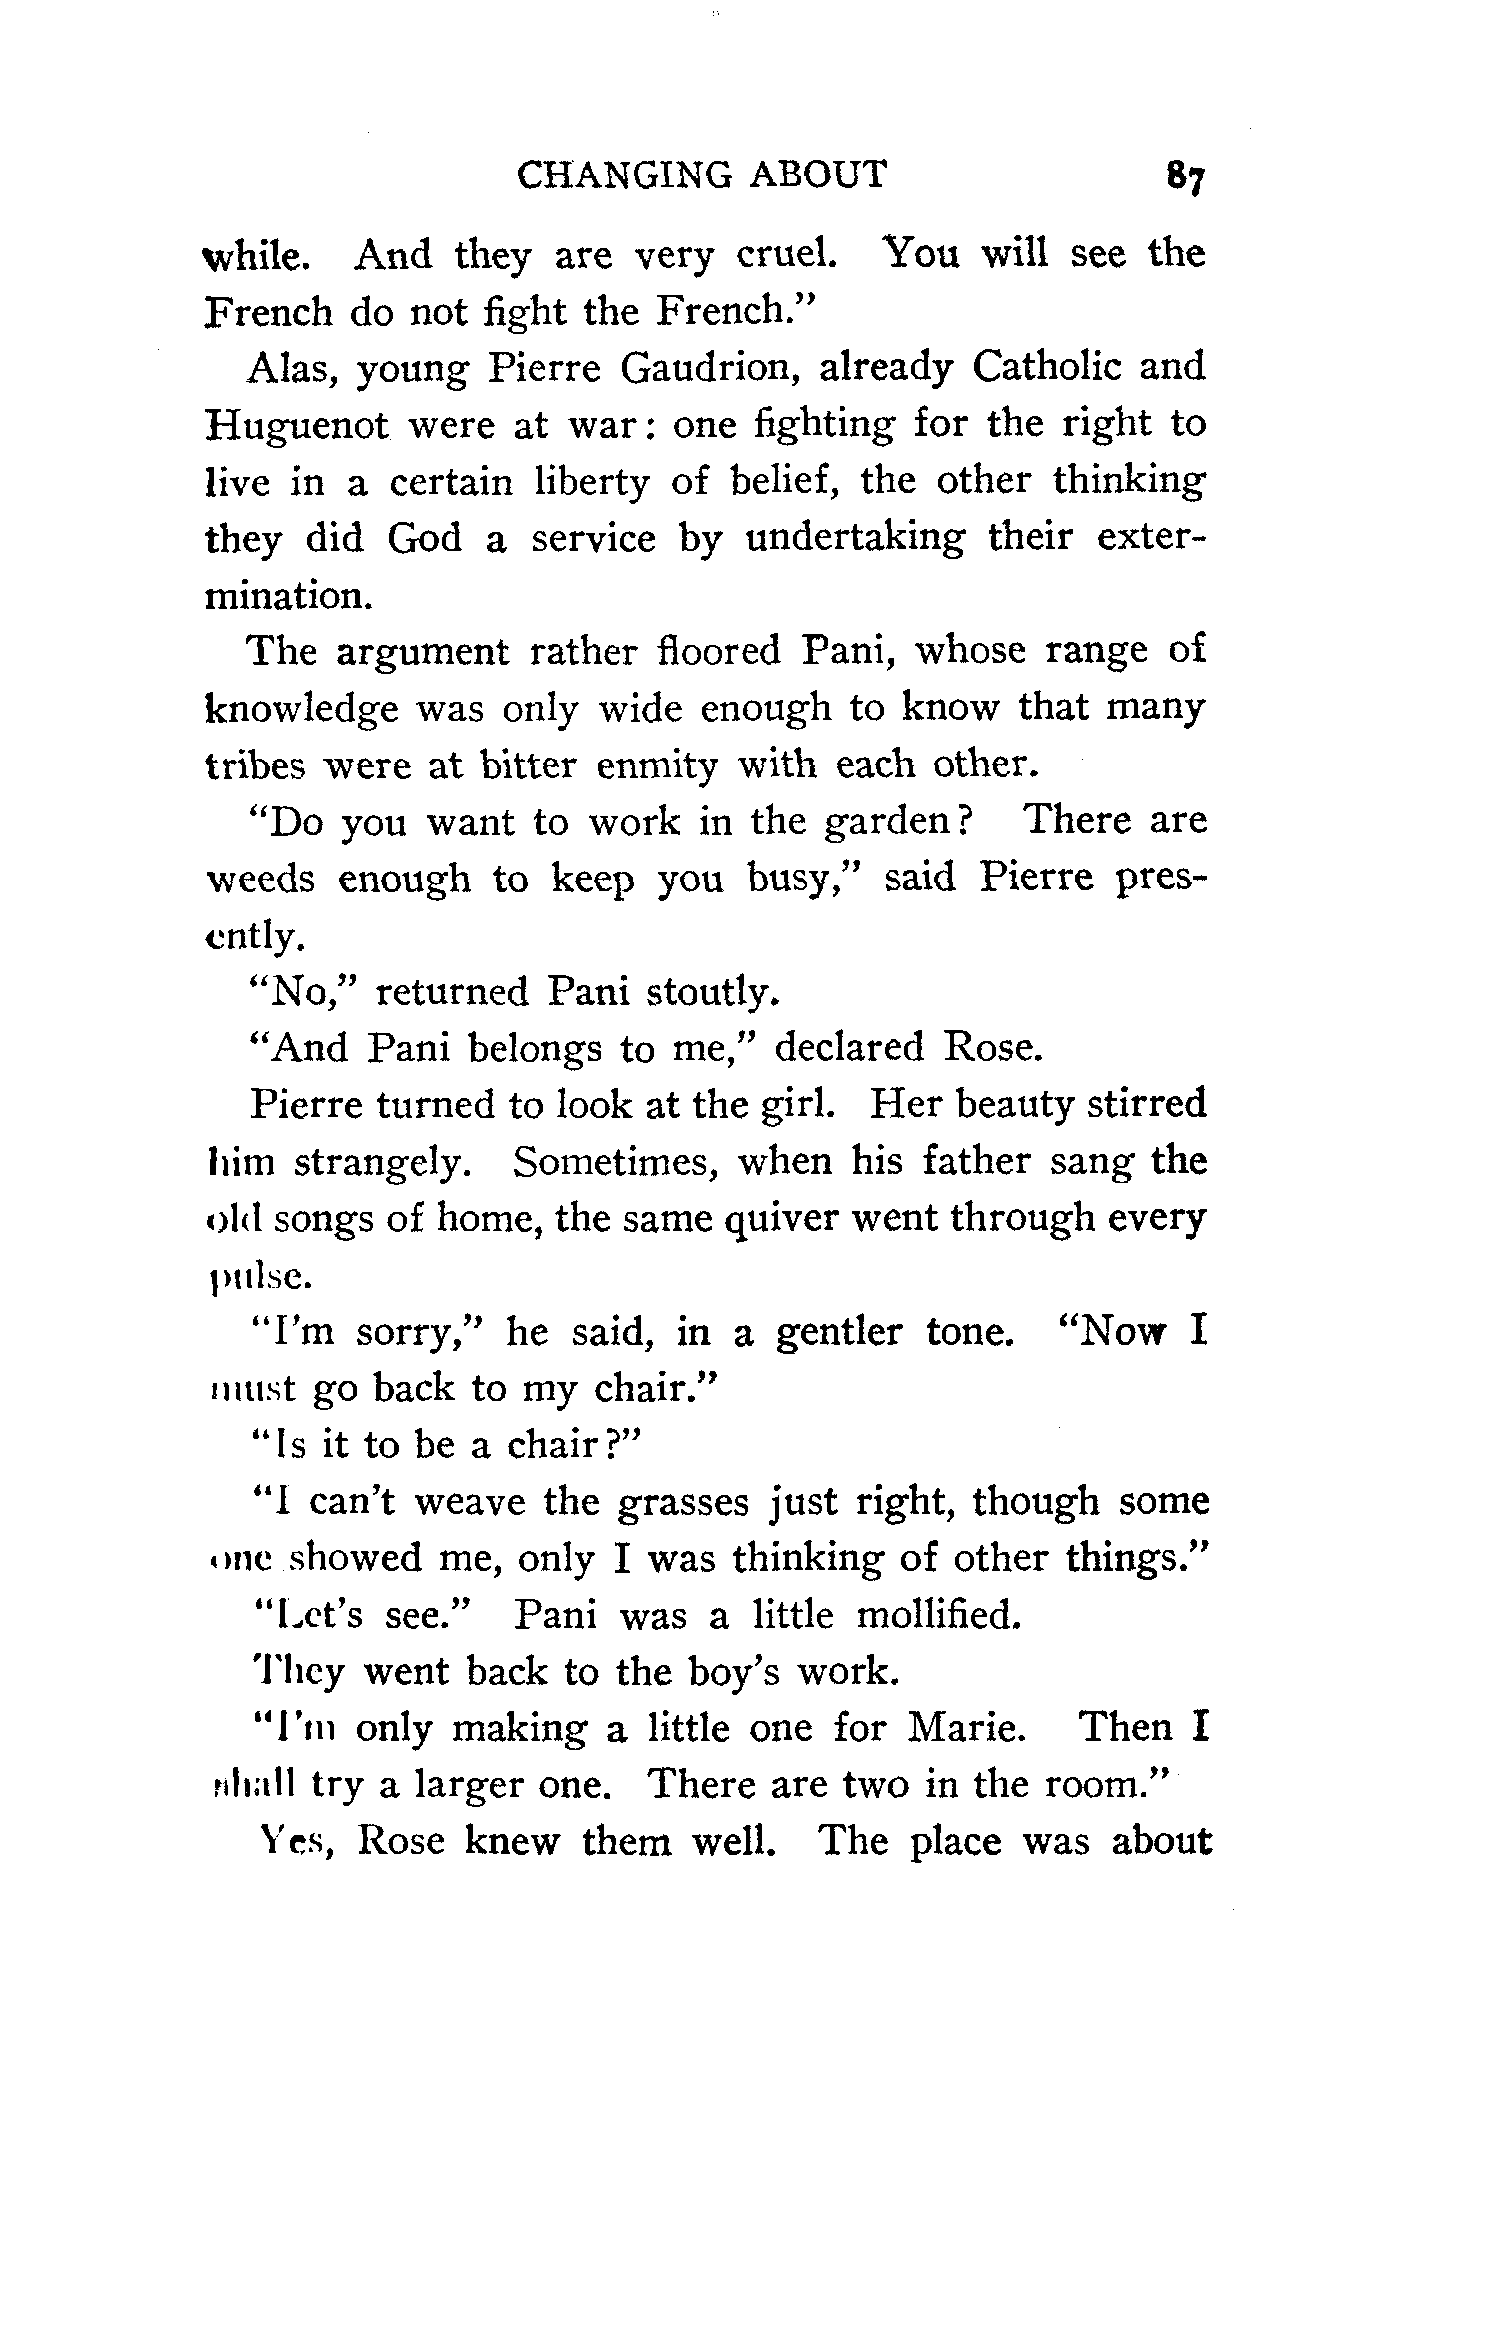 CHANGING ABOUT 87
while. And they are very cruel. You will see the
French do not fight the French.”
Alas, young Pierre Gaudrion, already Catholic and
Huguenot were at war: one fighting for the right to
live in a certain liberty of belief, the other thinking
they did God a service by undertaking their exter-
mination.
The argument rather floored Pani, whose range of
knowledge was only wide enough to know that many
tribes were at bitter enmity with each other.
“Do you want to work in the garden? There are
weeds enough to keep you busy,” said Pierre pres-
ently.
“No,” returned Pani stoutly.
“And Pani belongs to me,” declared Rose.
Pierre turned to look at the girl. Her beauty stirred
him strangely. Sometimes, when his father sang the
old songs of home, the same quiver went through every
pulse.
“I’m sorry,” he said, in a gentler tone. “Now I
must go back to my chair.”
“Is it to be a chair?”
“I can’t weave the grasses just right, though some
one showed me, only I was thinking of other things.”
“Let’s see.” Pani was a little mollified.
They went back to the boy’s work.
“I’m only making a little one for Marie. Then I
shall try a larger one. There are two in the room.”
Yes, Rose knew them well. The place was about